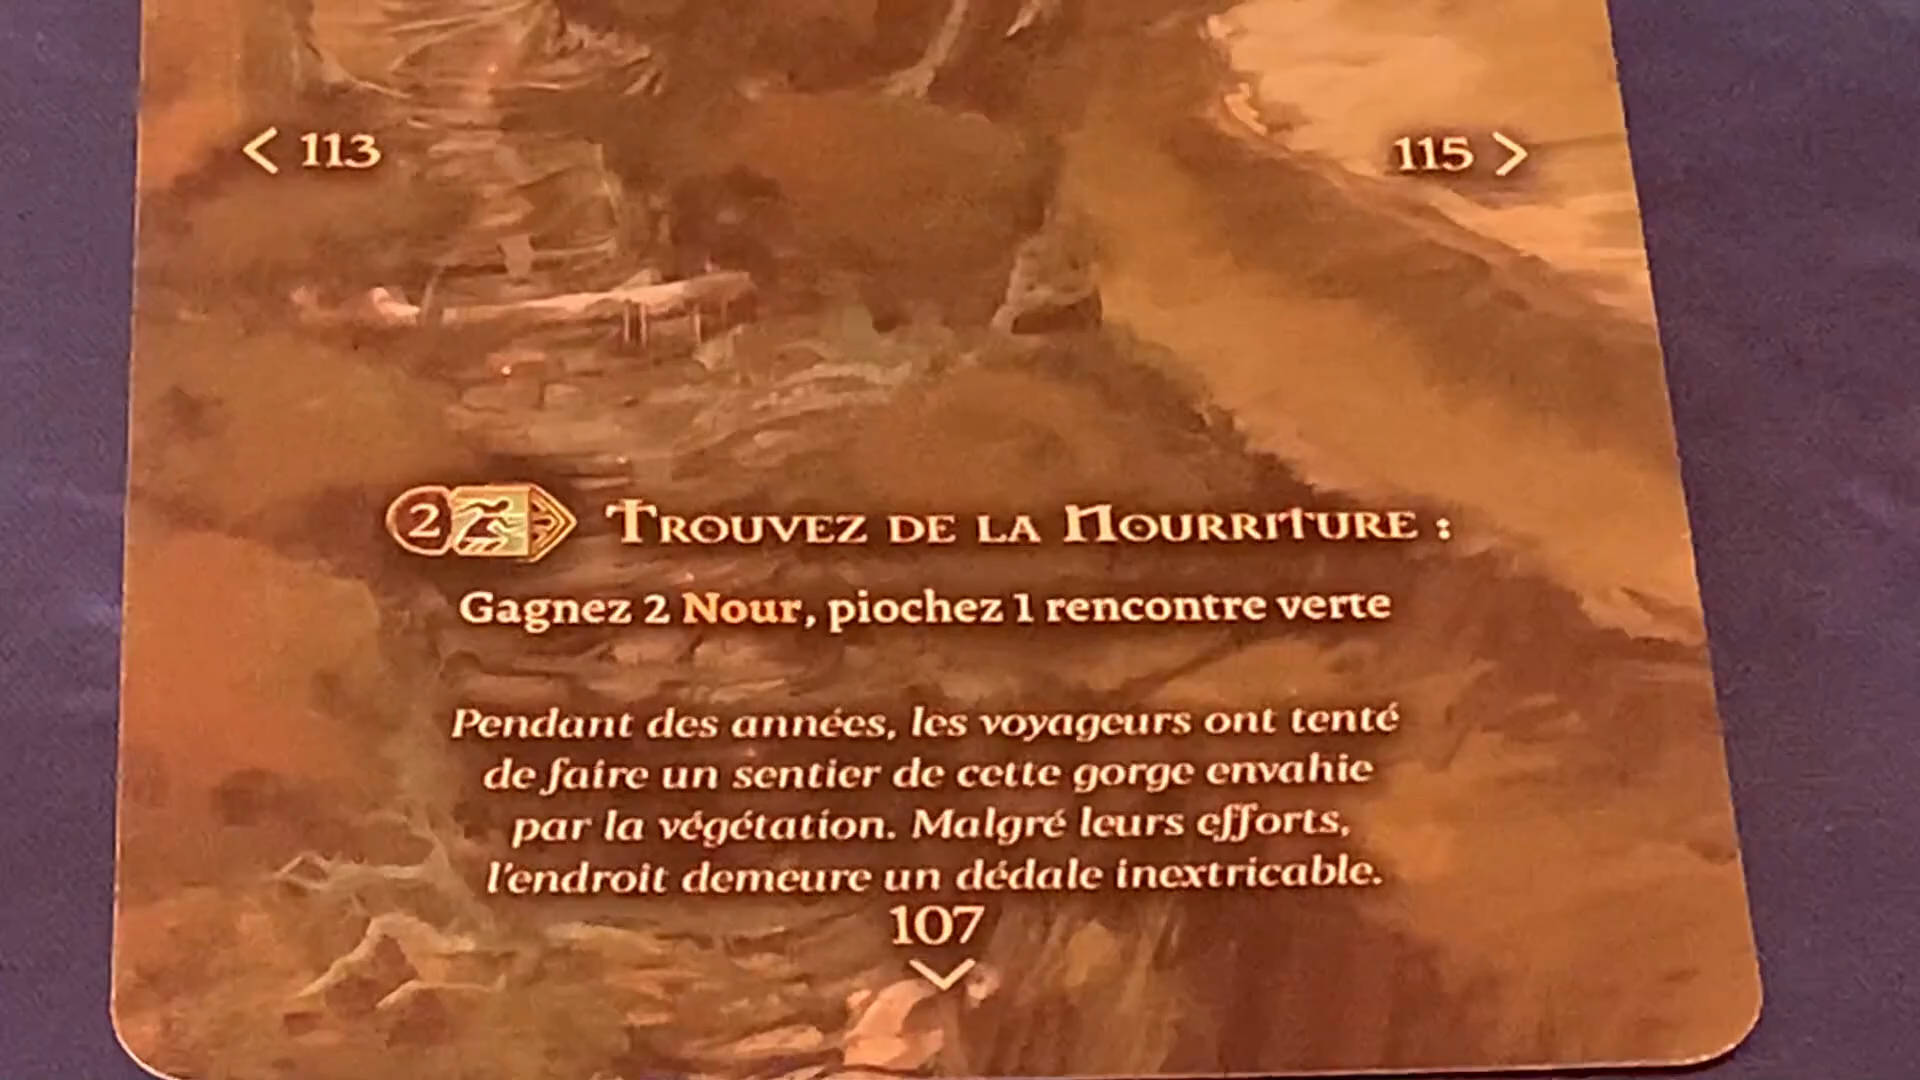 < 113
115 >
2 TROUVEZ DE LA NOURRITURE :
Gagnez 2 Nour, piochez 1 rencontre verte
Pendant des années, les voyageurs ont tenté
de faire un sentier de cette gorge envahie
par la végétation. Malgré leurs efforts,
l'endroit demeure un dédale inextricable.
107